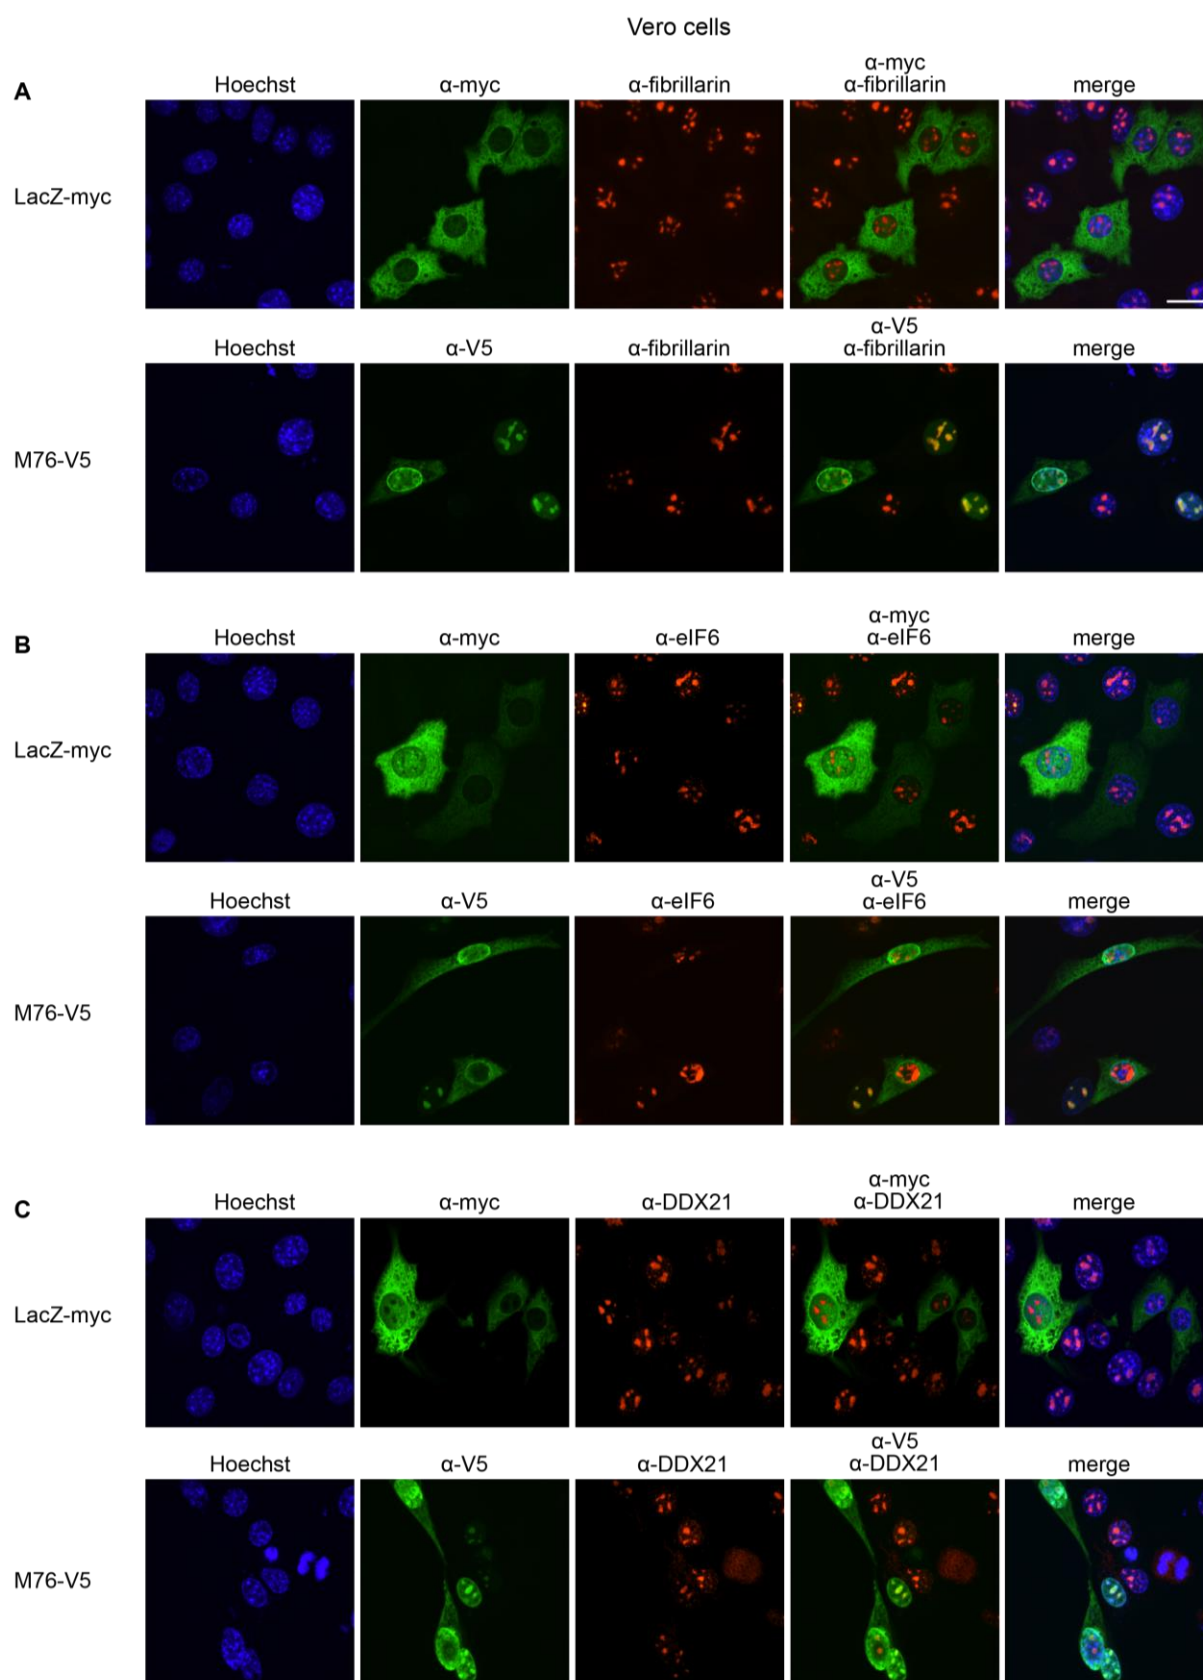 Vero cells
A
Hoechst
α-myc
α-fibrillarin
α-myc
α-fibrillarin
merge
LacZ-myc
Hoechst
α-V5
α-fibrillarin
α-V5
α-fibrillarin
merge
M76-V5
B
Hoechst
α-myc
α-eIF6
α-myc
α-eIF6
merge
LacZ-myc
Hoechst
α-V5
α-eIF6
α-V5
α-eIF6
merge
M76-V5
C
Hoechst
α-myc
α-DDX21
α-myc
α-DDX21
merge
LacZ-myc
Hoechst
α-V5
α-DDX21
α-V5
α-DDX21
merge
M76-V5